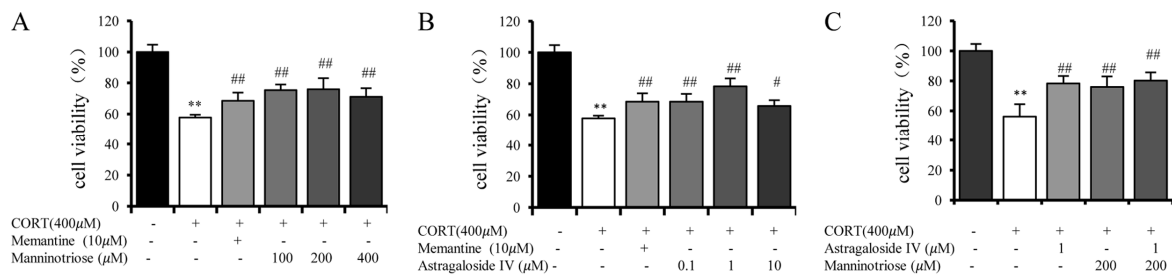 A
cell viability（%）
120
100
80
60
40
20
0
**
##
##
##
##
CORT(400μM) - + + + + +
Memantine (10μM) - - + - - -
Manninotriose (μM) - - - 100 200 400
B
cell viability（%）
120
100
80
60
40
20
0
**
##
##
##
#
CORT(400μM) - + + + + +
Memantine (10μM) - - + - - -
Astragaloside IV (μM) - - - 0.1 1 10
C
cell viability（%）
120
100
80
60
40
20
0
**
##
##
##
CORT(400μM) - + + + +
Astragaloside IV (μM) - - 1 - 1
Manninotriose (μM) - - - 200 200